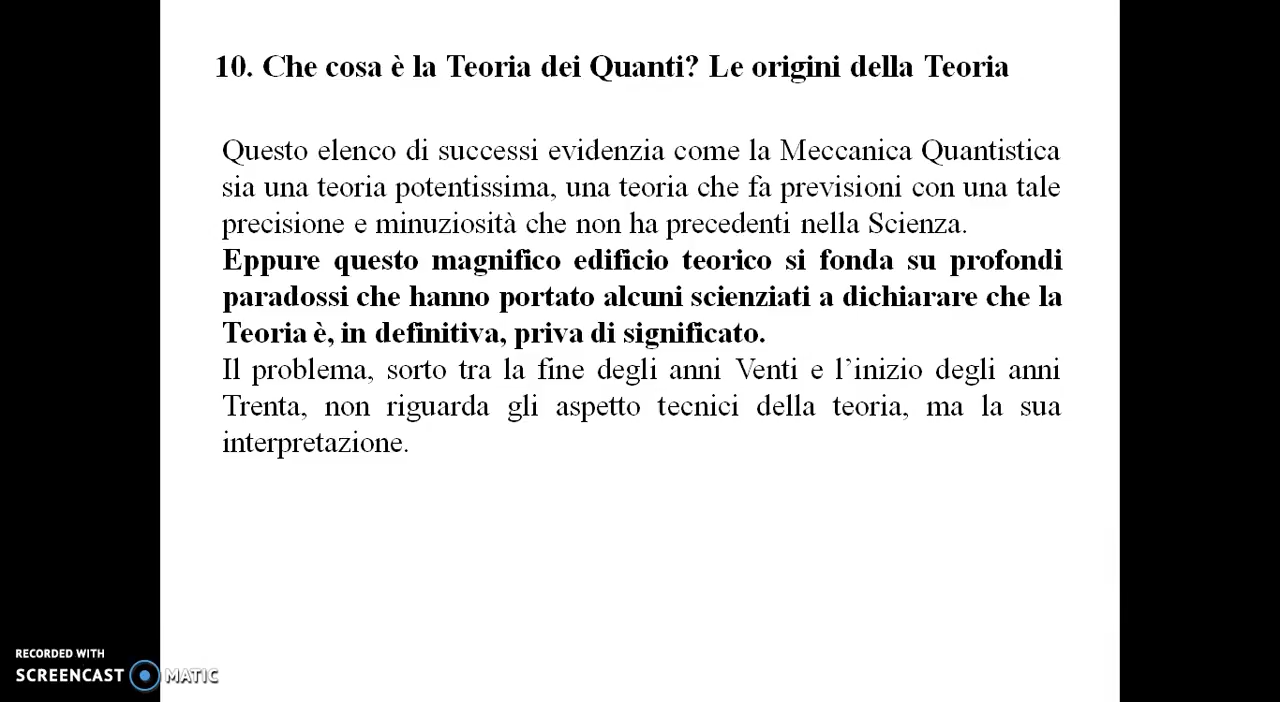 10. Che cosa è la Teoria dei Quanti? Le origini della Teoria
Questo elenco di successi evidenzia come la Meccanica Quantistica
sia una teoria potentissima, una teoria che fa previsioni con una tale
precisione e minuziosità che non ha precedenti nella Scienza.
Eppure questo magnifico edificio teorico si fonda su profondi
paradossi che hanno portato alcuni scienziati a dichiarare che la
Teoria è, in definitiva, priva di significato.
Il problema, sorto tra la fine degli anni Venti e l’inizio degli anni
Trenta, non riguarda gli aspetto tecnici della teoria, ma la sua
interpretazione.
RECORDED WITH
SCREENCAST MATIC